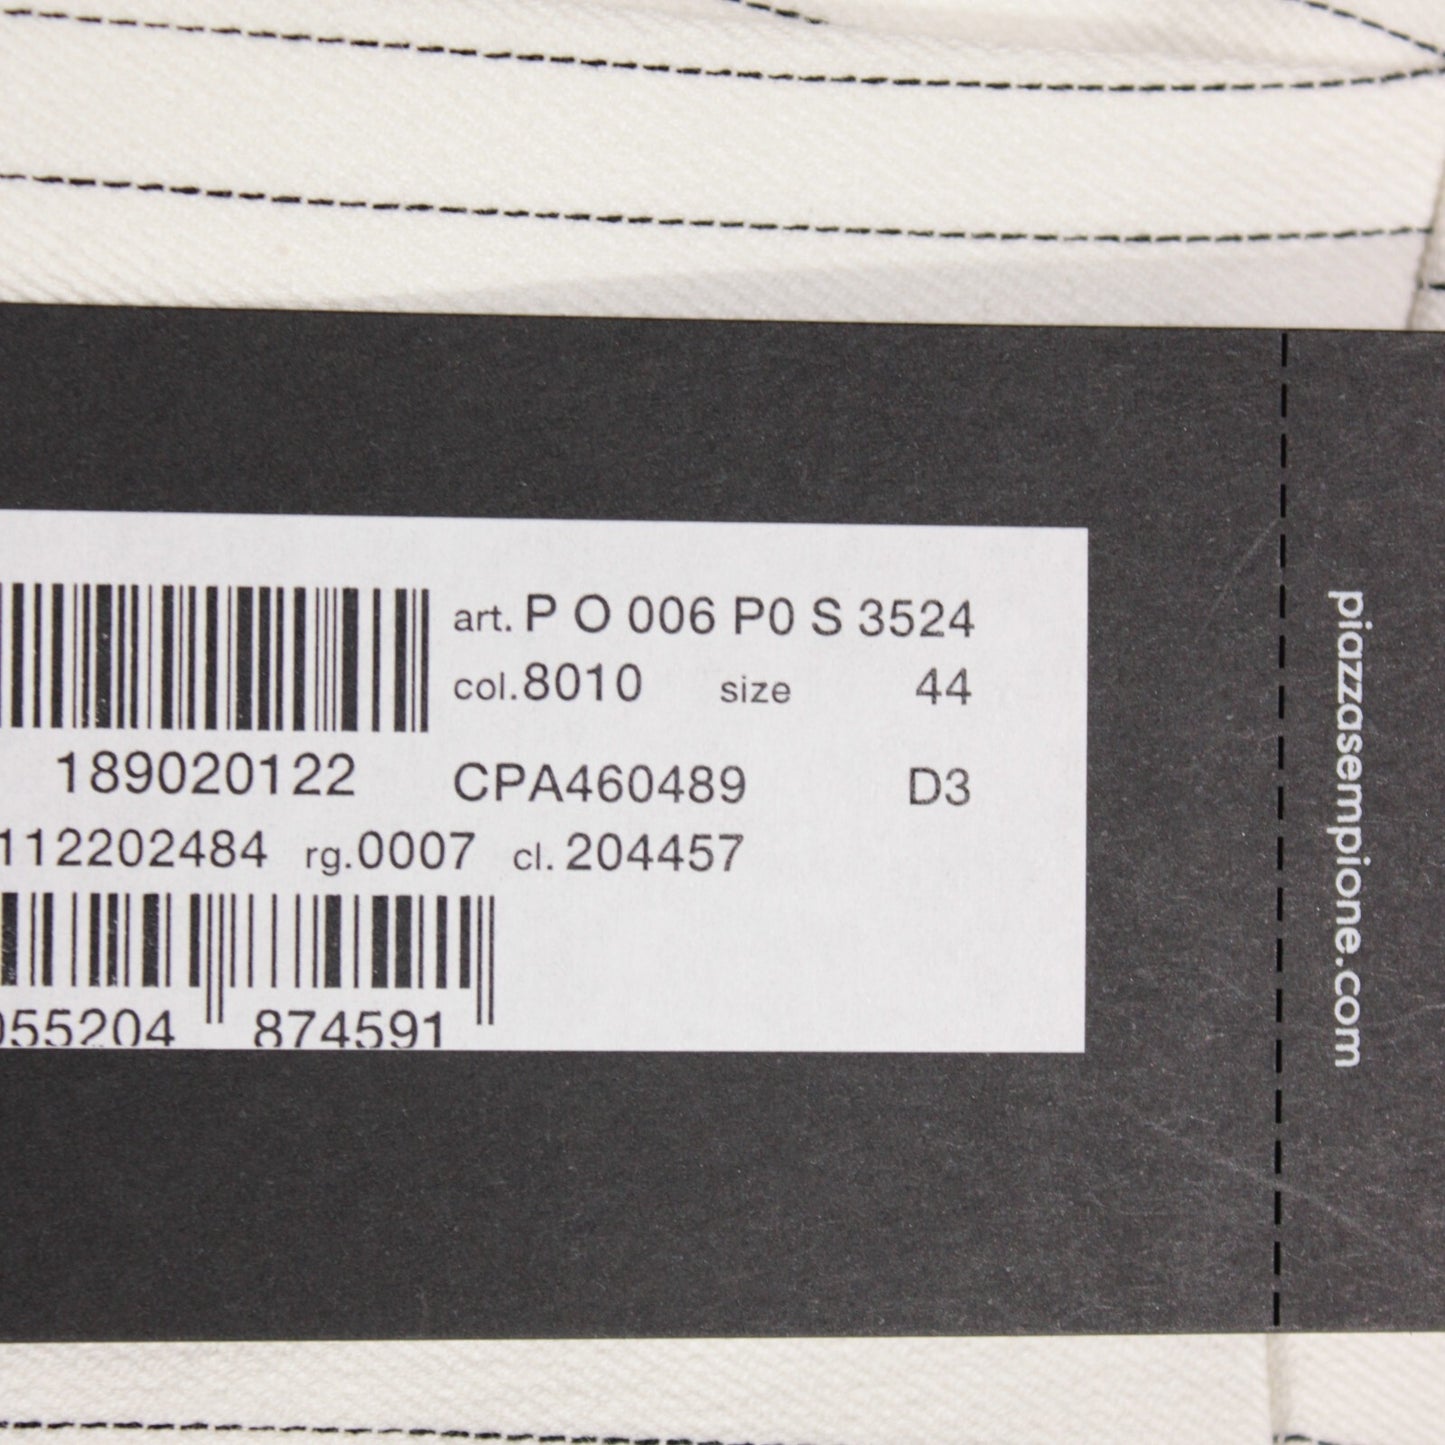 art. P O 006 P0 S 3524
col.8010 size 44
189020122 CPA460489 D3
112202484 rg.0007 cl. 204457
055204 874591
piazzasempione.com